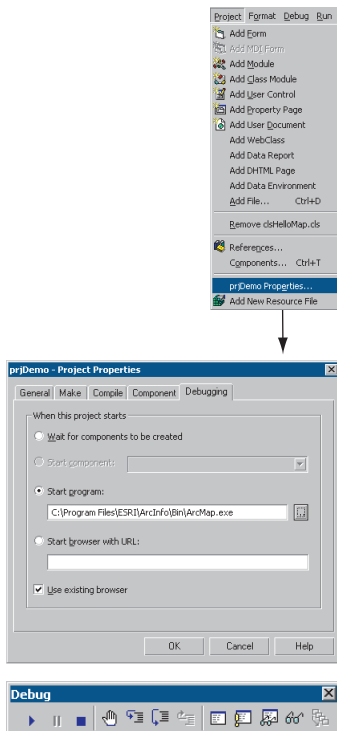 Project Format Debug Run
Add Form
Add MDI Form
Add Module
Add Class Module
Add User Control
Add Property Page
Add User Document
Add WebClass
Add Data Report
Add DHTML Page
Add Data Environment
Add File... Ctrl+D
Remove clsHelloMap.cls
References...
Components... Ctrl+T
prjDemo Properties...
Add New Resource File
prjDemo - Project Properties
General Make Compile Component Debugging
When this project starts
Wait for components to be created
Start component:
Start program:
C:\Program Files\ESRI\ArcInfo\Bin\ArcMap.exe
Start browser with URL:
Use existing browser
OK Cancel Help
Debug